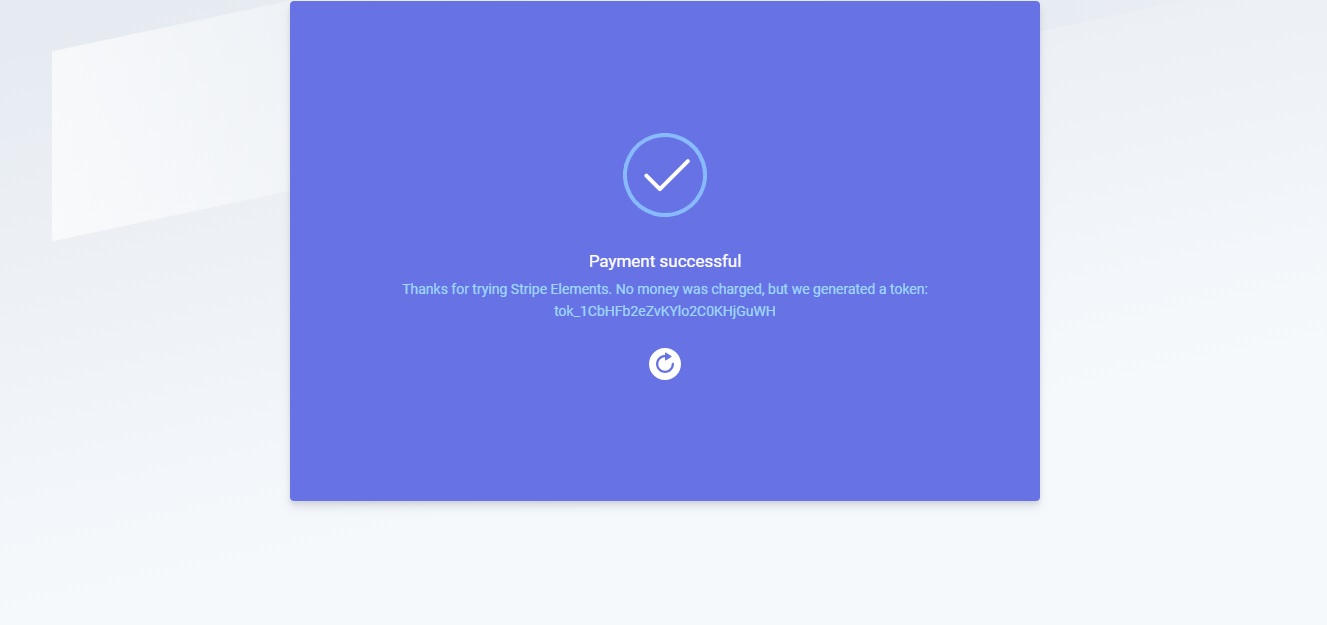 Payment successful
Thanks for trying Stripe Elements. No money was charged, but we generated a token:
tok_1CbHFb2eZvKYlo2C0KHjGuWH